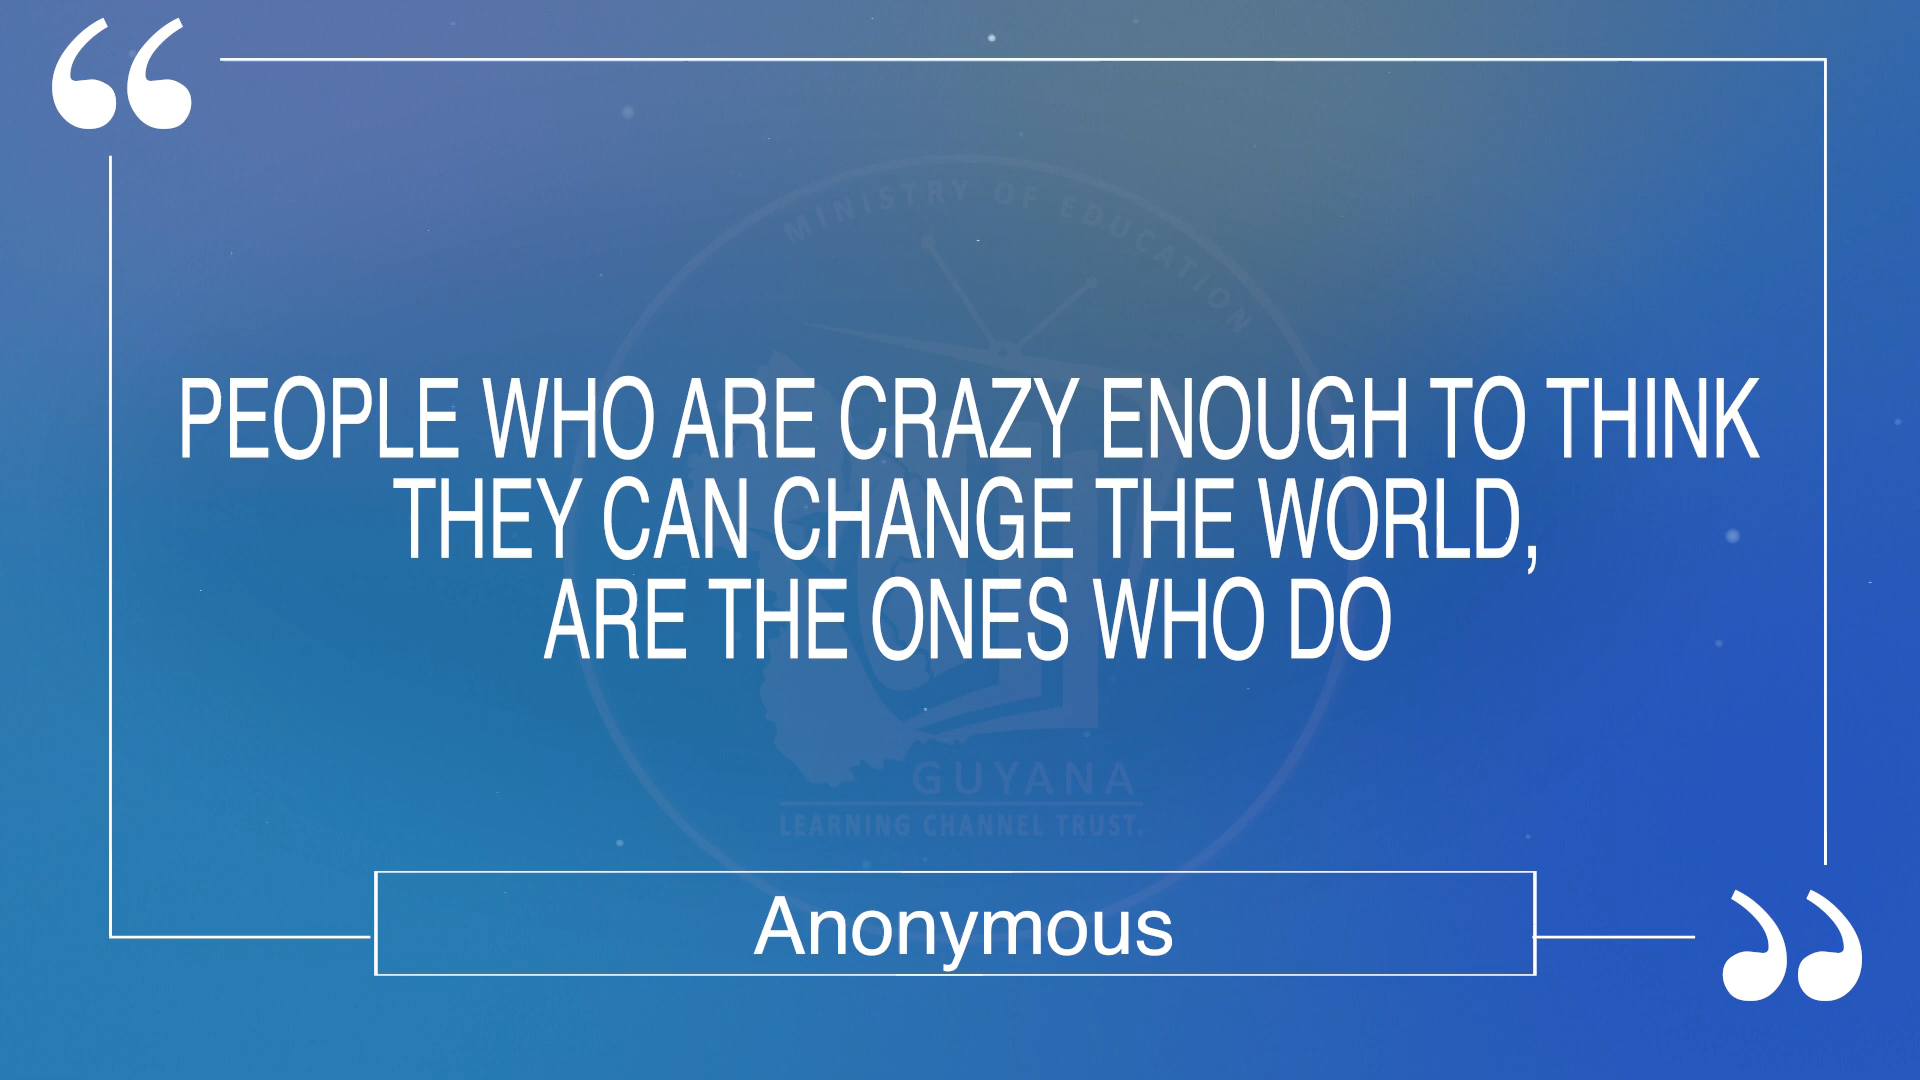 MINISTRY OF EDUCATION
PEOPLE WHO ARE CRAZY ENOUGH TO THINK
THEY CAN CHANGE THE WORLD,
ARE THE ONES WHO DO
GUYANA
LEARNING CHANNEL TRUST.
Anonymous